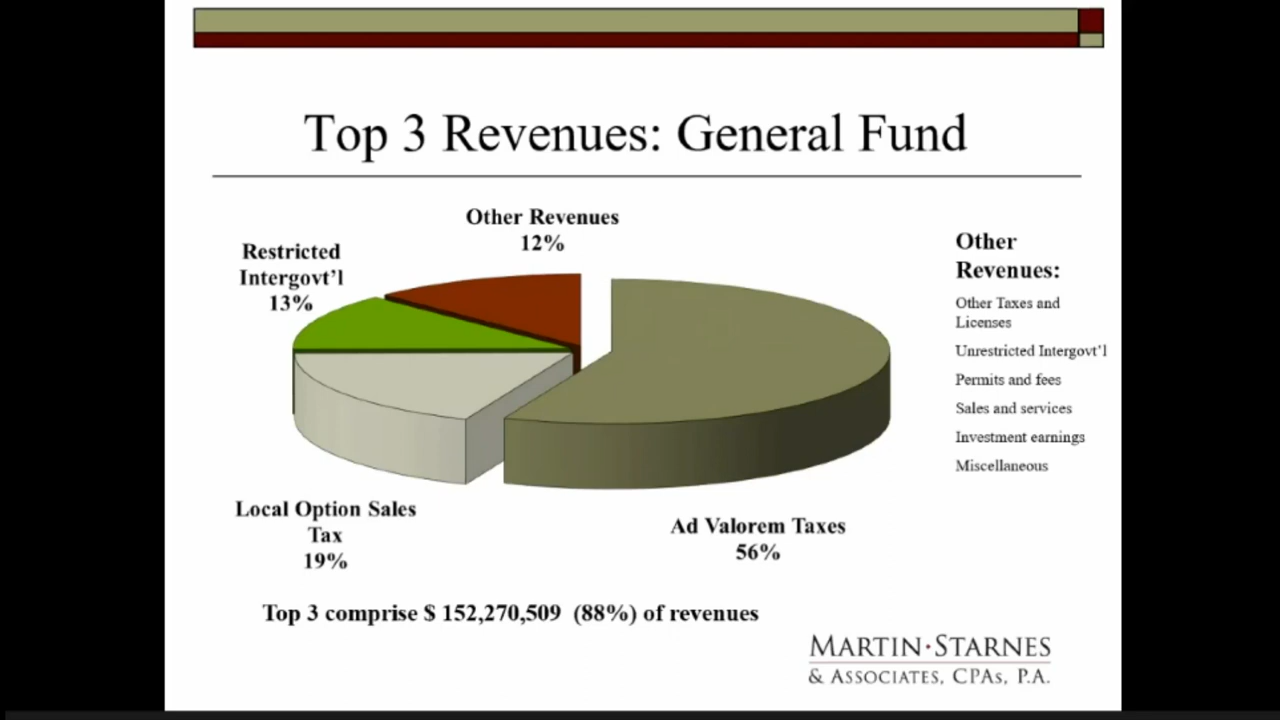 Top 3 Revenues: General Fund
Other Revenues
12%
Restricted
Intergovt'l
13%
Other
Revenues:
Other Taxes and
Licenses
Unrestricted Intergovt'l
Permits and fees
Sales and services
Investment earnings
Miscellaneous
Local Option Sales
Tax
19%
Ad Valorem Taxes
56%
Top 3 comprise $ 152,270,509 (88%) of revenues
MARTIN·STARNES
& ASSOCIATES, CPAs, P.A.